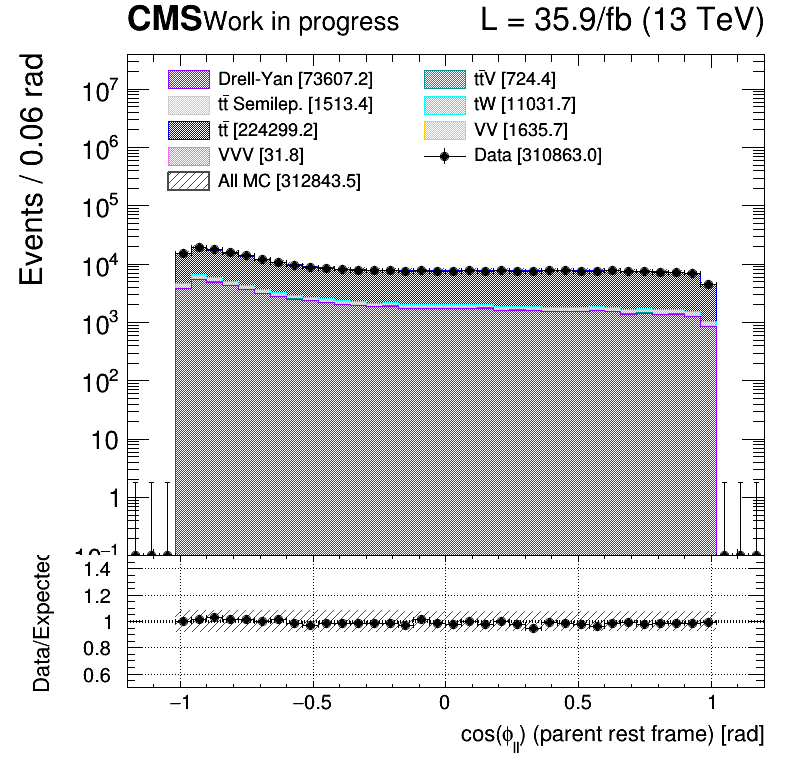 CMS Work in progress L = 35.9/fb (13 TeV)
Drell-Yan [73607.2] tt̄V [724.4]
tt̄ Semilep. [1513.4] tW [11031.7]
tt̄ [224299.2] VV [1635.7]
VVV [31.8] Data [310863.0]
All MC [312843.5]
Events / 0.06 rad
10⁷
10⁶
10⁵
10⁴
10³
10²
10
1
10⁻¹
Data/Expected
1.4
1.2
1
0.8
0.6
−1 −0.5 0 0.5 1
cos(ϕ_ll) (parent rest frame) [rad]